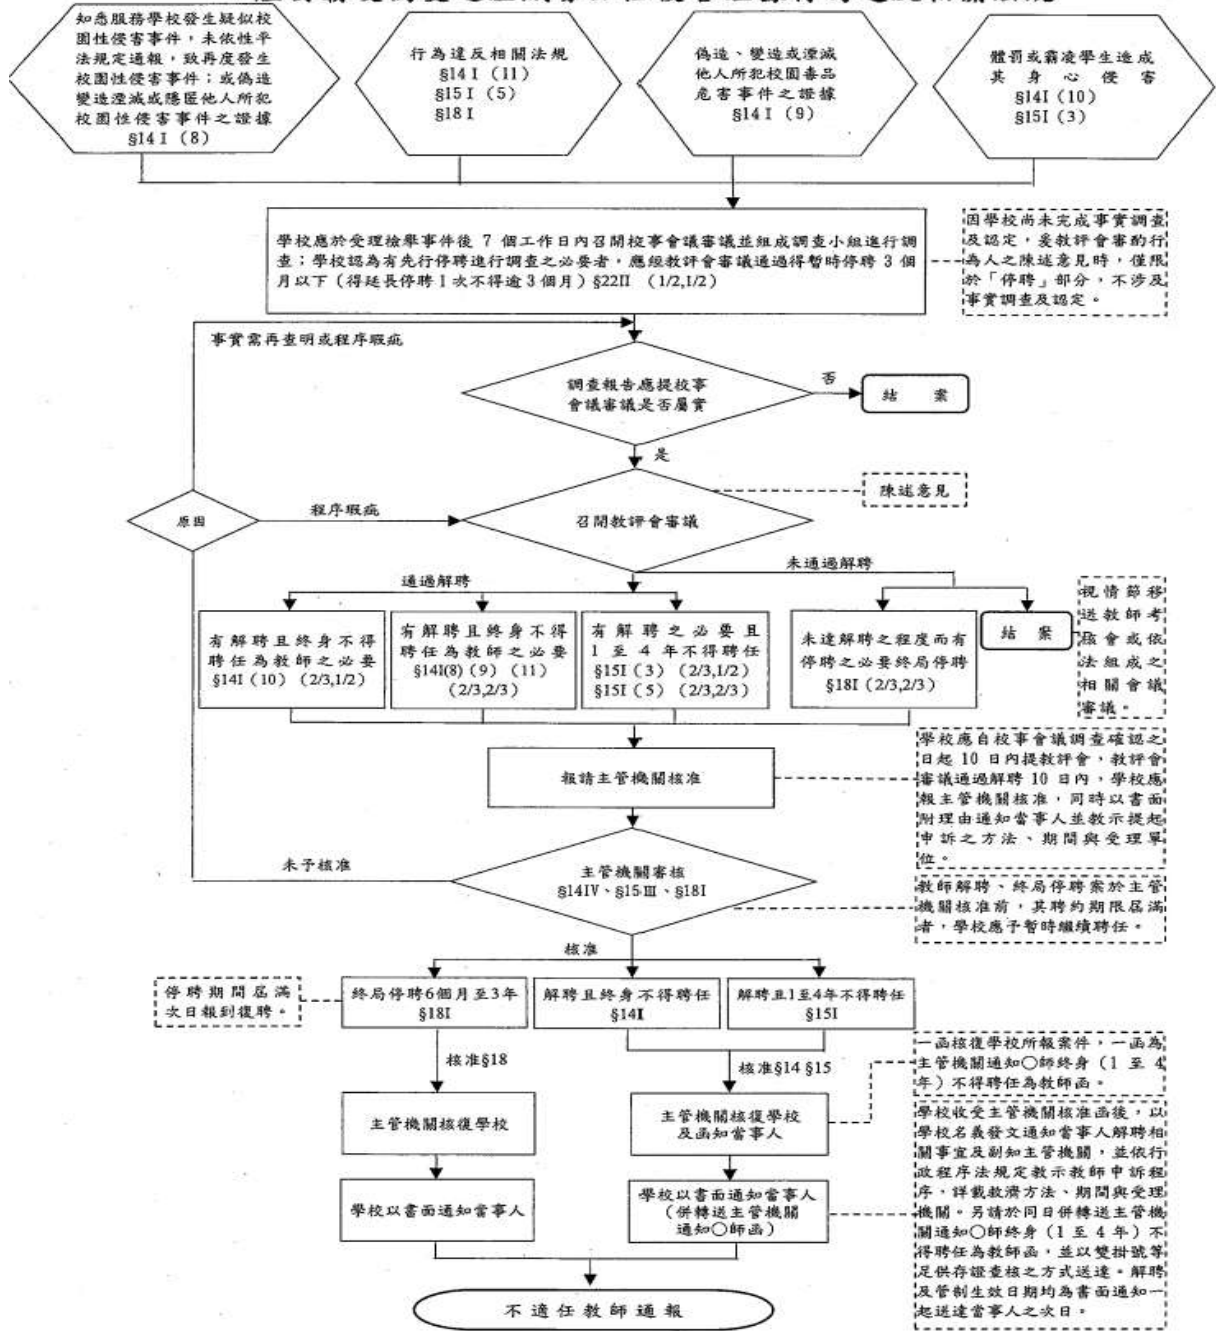 知悉服務學校發生疑似校
園性侵害事件，未依性平
法規定通報，致再度發生
校園性侵害事件；或偽造
變造湮滅或隱匿他人所犯
校園性侵害事件之證據
§14 I (8)
行為違反相關法規
§14 I (11)
§15 I (5)
§18 I
偽造、變造或湮滅
他人所犯校園毒品
危害事件之證據
§14 I (9)
體罰或霸凌學生造成
其身心侵害
§14I (10)
§15I (3)
學校應於受理檢舉事件後 7 個工作日內召開校事會議審議並組成調查小組進行調
查；學校認為有先行停聘進行調查之必要者，應經教評會審議通過得暫時停聘 3 個
月以下（得延長停聘 1 次不得逾 3 個月）§22II (1/2,1/2)
因學校尚未完成事實調查
及認定，爰教評會審酌行
為人之陳述意見時，僅限
於「停聘」部分，不涉及
事實調查及認定。
事實需再查明或程序瑕疵
調查報告應提校事
會議審議是否屬實
否
結 案
是
陳述意見
原因
程序瑕疵
召開教評會審議
通過解聘
未通過解聘
有解聘且終身不得
聘任為教師之必要
§14I (10) (2/3,1/2)
有解聘且終身不得
聘任為教師之必要
§14I(8) (9) (11)
(2/3,2/3)
有解聘之必要且
1 至 4 年不得聘任
§15I (3) (2/3,1/2)
§15I (5) (2/3,2/3)
未達解聘之程度而有
停聘之必要終局停聘
§18I (2/3,2/3)
結 案
視情節移
送教師考
核會或依
法組成之
相關會議
審議。
報請主管機關核准
學校應自校事會議調查確認之
日起 10 日內提教評會，教評會
審議通過解聘 10 日內，學校應
報主管機關核准，同時以書面
附理由通知當事人並教示提起
申訴之方法、期間與受理單
位。
未予核准
主管機關審核
§14IV、§15 III、§18I
教師解聘、終局停聘案於主管
機關核准前，其聘約期限屆滿
者，學校應予暫時繼續聘任。
核准
停聘期間屆滿
次日報到復聘。
終局停聘6個月至3年
§18I
解聘且終身不得聘任
§14I
解聘且1至4年不得聘任
§15I
核准§18
核准§14 §15
一函核復學校所報案件，一函為
主管機關通知○師終身（1 至 4
年）不得聘任為教師函。
主管機關核復學校
主管機關核復學校
及函知當事人
學校以書面通知當事人
學校以書面通知當事人
（併轉送主管機關
通知○師函）
學校收受主管機關核准函後，以
學校名義發文通知當事人解聘相
關事宜及副知主管機關，並依行
政程序法規定教示教師申訴程
序，詳載救濟方法、期間與受理
機關。另請於同日併轉送主管機
關通知○師終身（1 至 4 年）不
得聘任為教師函，並以雙掛號等
足供存證查核之方式送達。解聘
及管制生效日期均為書面通知一
起送達當事人之次日。
不適任教師通報